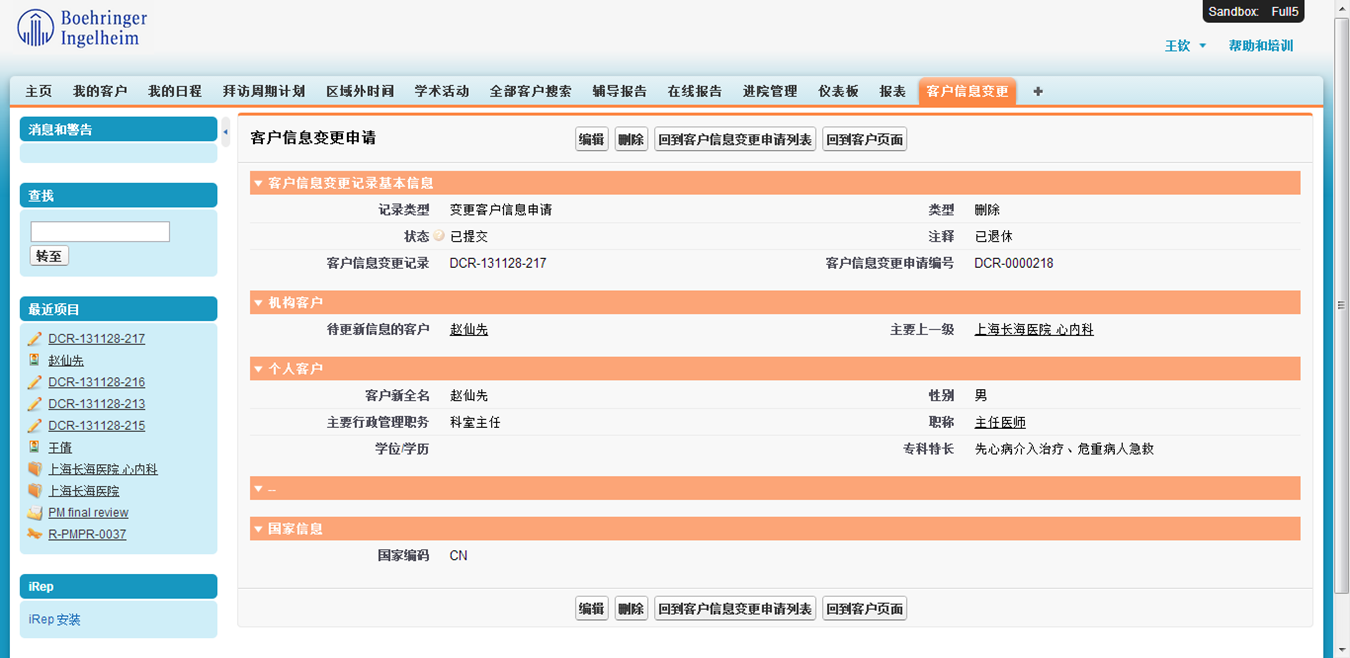 Boehringer
Ingelheim
Sandbox: Full5
王钦 帮助和培训
主页 我的客户 我的日程 拜访周期计划 区域外时间 学术活动 全部客户搜索 辅导报告 在线报告 进院管理 仪表板 报表 客户信息变更 +
消息和警告
查找
转至
最近项目
DCR-131128-217
赵仙先
DCR-131128-216
DCR-131128-213
DCR-131128-215
王倩
上海长海医院 心内科
上海长海医院
PM final review
R-PMPR-0037
iRep
iRep 安装
客户信息变更申请 编辑 删除 回到客户信息变更申请列表 回到客户页面
客户信息变更记录基本信息
记录类型 变更客户信息申请 类型 删除
状态 已提交 注释 已退休
客户信息变更记录 DCR-131128-217 客户信息变更申请编号 DCR-0000218
机构客户
待更新信息的客户 赵仙先 主要上一级 上海长海医院 心内科
个人客户
客户新全名 赵仙先 性别 男
主要行政管理职务 科室主任 职称 主任医师
学位/学历 专科特长 先心病介入治疗、危重病人急救
--
国家信息
国家编码 CN
编辑 删除 回到客户信息变更申请列表 回到客户页面